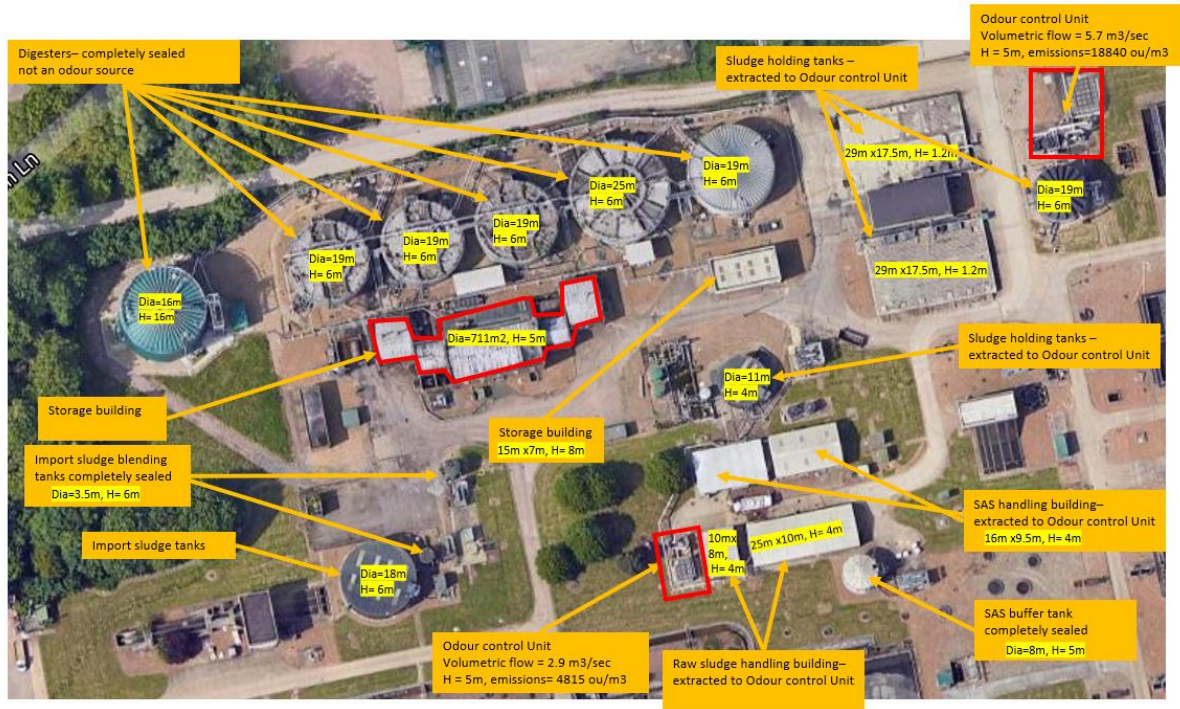 Digesters– completely sealed
not an odour source
Sludge holding tanks –
extracted to Odour control Unit
Odour control Unit
Volumetric flow = 5.7 m3/sec
H = 5m, emissions=18840 ou/m3
29m x17.5m, H= 1.2m
Dia=19m
H= 6m
Dia=25m
H= 6m
Dia=19m
H= 6m
Dia=19m
H= 6m
Dia=19m
H= 6m
Dia=19m
H= 6m
29m x17.5m, H= 1.2m
Dia=16m
H= 16m
Dia=711m2, H= 5m
Sludge holding tanks –
extracted to Odour control Unit
Dia=11m
H= 4m
Storage building
Storage building
15m x7m, H= 8m
Import sludge blending
tanks completely sealed
Dia=3.5m, H= 6m
SAS handling building–
extracted to Odour control Unit
16m x9.5m, H= 4m
Import sludge tanks
10mx
8m,
H= 4m
25m x10m, H= 4m
Dia=18m
H= 6m
SAS buffer tank
completely sealed
Dia=8m, H= 5m
Odour control Unit
Volumetric flow = 2.9 m3/sec
H = 5m, emissions= 4815 ou/m3
Raw sludge handling building–
extracted to Odour control Unit